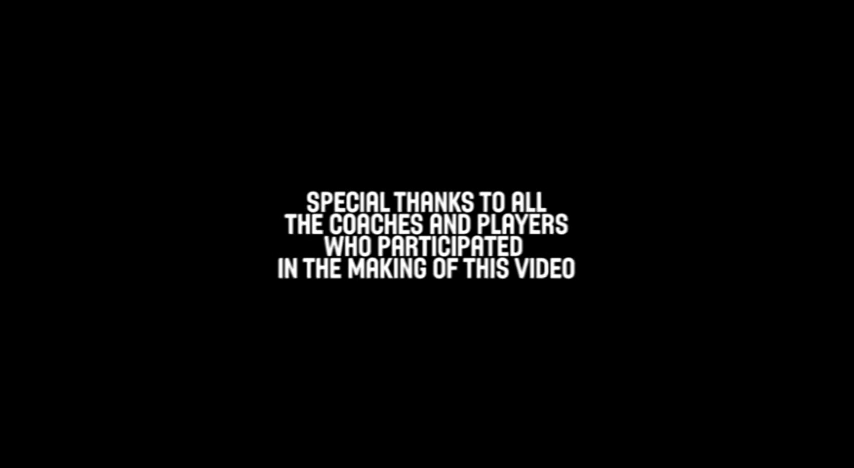 SPECIAL THANKS TO ALL
THE COACHES AND PLAYERS
WHO PARTICIPATED
IN THE MAKING OF THIS VIDEO